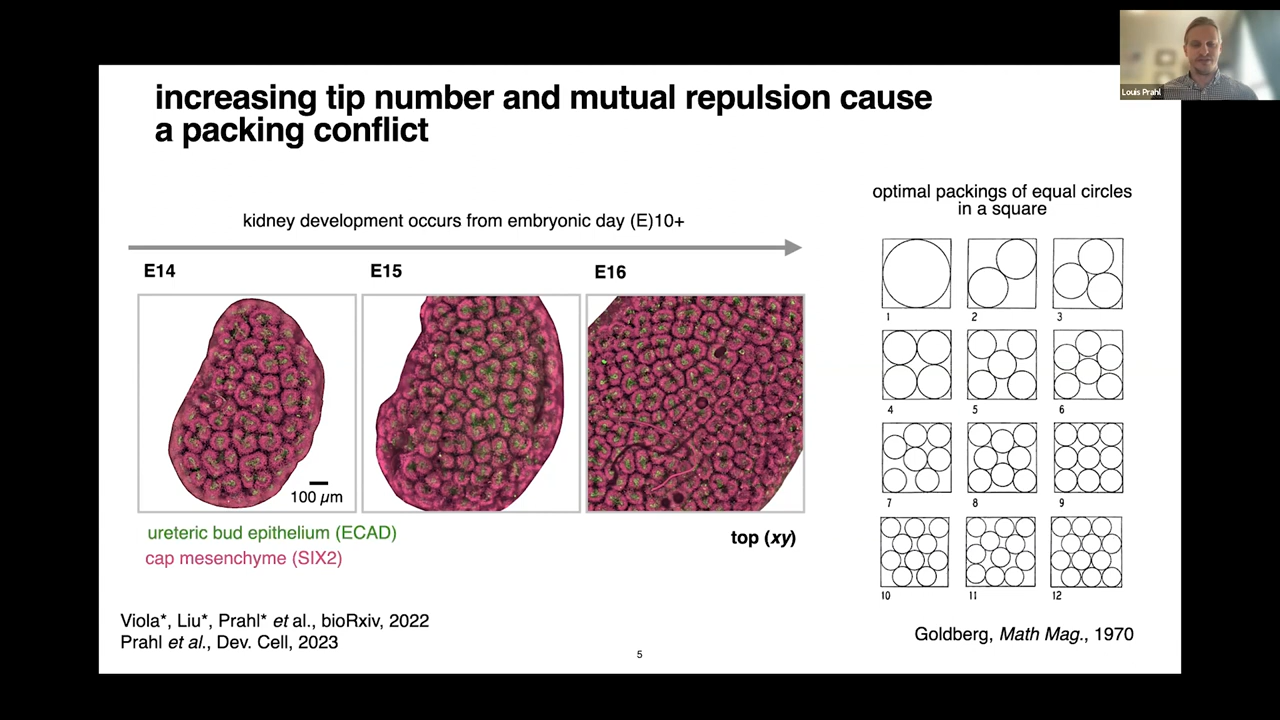 Louis Prahl
increasing tip number and mutual repulsion cause
a packing conflict
kidney development occurs from embryonic day (E)10+
E14
E15
E16
100 µm
ureteric bud epithelium (ECAD)
cap mesenchyme (SIX2)
top (xy)
Viola*, Liu*, Prahl* et al., bioRxiv, 2022
Prahl et al., Dev. Cell, 2023
optimal packings of equal circles
in a square
1
2
3
4
5
6
7
8
9
10
11
12
Goldberg, Math Mag., 1970
5